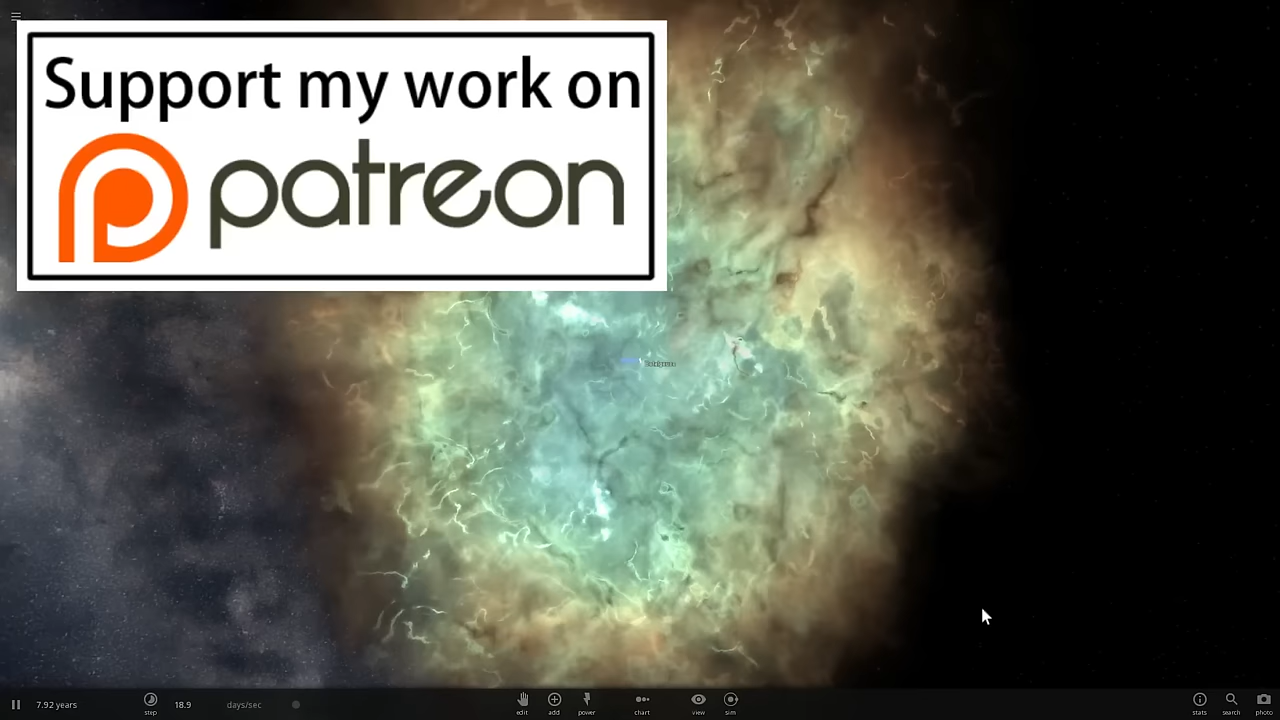 Support my work on
patreon
Betelgeuse
7.92 years
step
18.9
days/sec
edit
add
power
chart
view
sim
stats
search
photo